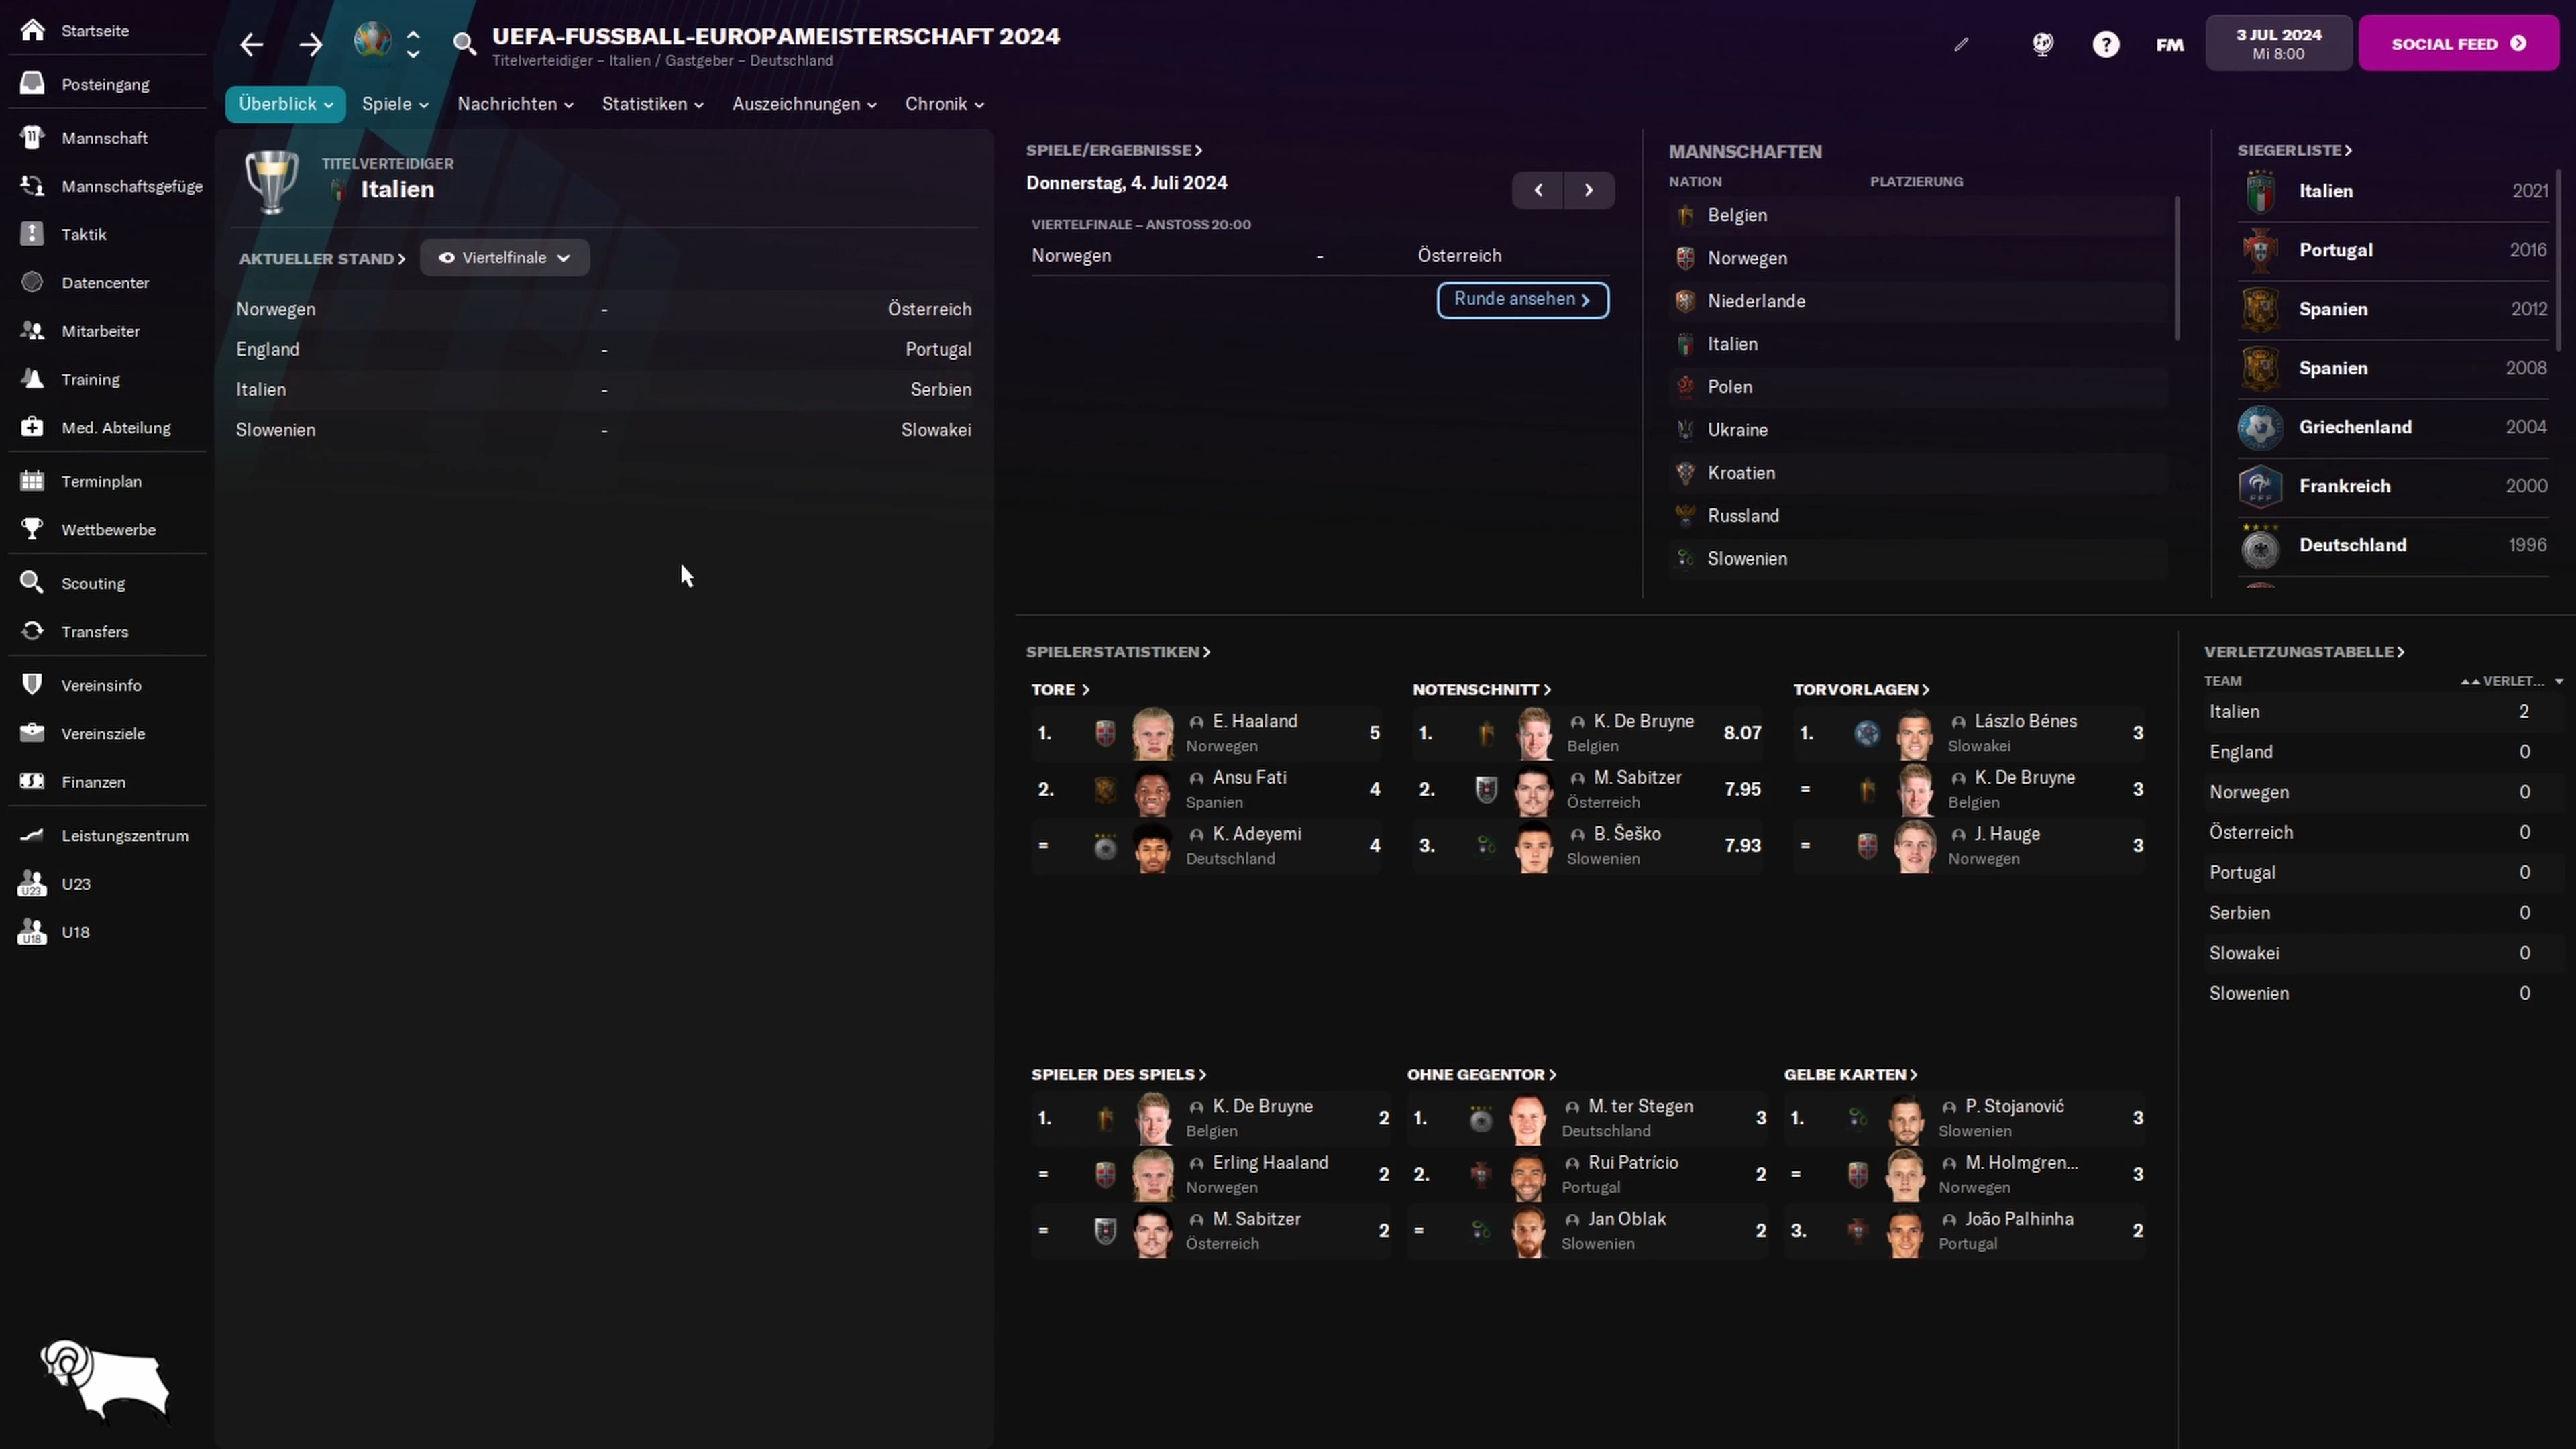 Startseite
Posteingang
Mannschaft
Mannschaftsgefüge
Taktik
Datencenter
Mitarbeiter
Training
Med. Abteilung
Terminplan
Wettbewerbe
Scouting
Transfers
Vereinsinfo
Vereinsziele
Finanzen
Leistungszentrum
U23 U23
U18 U18
UEFA-FUSSBALL-EUROPAMEISTERSCHAFT 2024
Titelverteidiger – Italien / Gastgeber – Deutschland
FM
3 JUL 2024
Mi 8:00
SOCIAL FEED
Überblick Spiele Nachrichten Statistiken Auszeichnungen Chronik
TITELVERTEIDIGER
Italien
AKTUELLER STAND Viertelfinale
Norwegen - Österreich
England - Portugal
Italien - Serbien
Slowenien - Slowakei
SPIELE/ERGEBNISSE
Donnerstag, 4. Juli 2024
VIERTELFINALE – ANSTOSS 20:00
Norwegen - Österreich
Runde ansehen
MANNSCHAFTEN
NATION PLATZIERUNG
Belgien
Norwegen
Niederlande
Italien
Polen
Ukraine
Kroatien
Russland
Slowenien
SIEGERLISTE
Italien 2021
Portugal 2016
Spanien 2012
Spanien 2008
Griechenland 2004
Frankreich 2000
Deutschland 1996
SPIELERSTATISTIKEN
TORE
1. E. Haaland 5
Norwegen
2. Ansu Fati 4
Spanien
= K. Adeyemi 4
Deutschland
NOTENSCHNITT
1. K. De Bruyne 8.07
Belgien
2. M. Sabitzer 7.95
Österreich
3. B. Šeško 7.93
Slowenien
TORVORLAGEN
1. László Bénes 3
Slowakei
= K. De Bruyne 3
Belgien
= J. Hauge 3
Norwegen
SPIELER DES SPIELS
1. K. De Bruyne 2
Belgien
= Erling Haaland 2
Norwegen
= M. Sabitzer 2
Österreich
OHNE GEGENTOR
1. M. ter Stegen 3
Deutschland
2. Rui Patrício 2
Portugal
= Jan Oblak 2
Slowenien
GELBE KARTEN
1. P. Stojanović 3
Slowenien
= M. Holmgren... 3
Norwegen
3. João Palhinha 2
Portugal
VERLETZUNGSTABELLE
TEAM VERLET...
Italien 2
England 0
Norwegen 0
Österreich 0
Portugal 0
Serbien 0
Slowakei 0
Slowenien 0